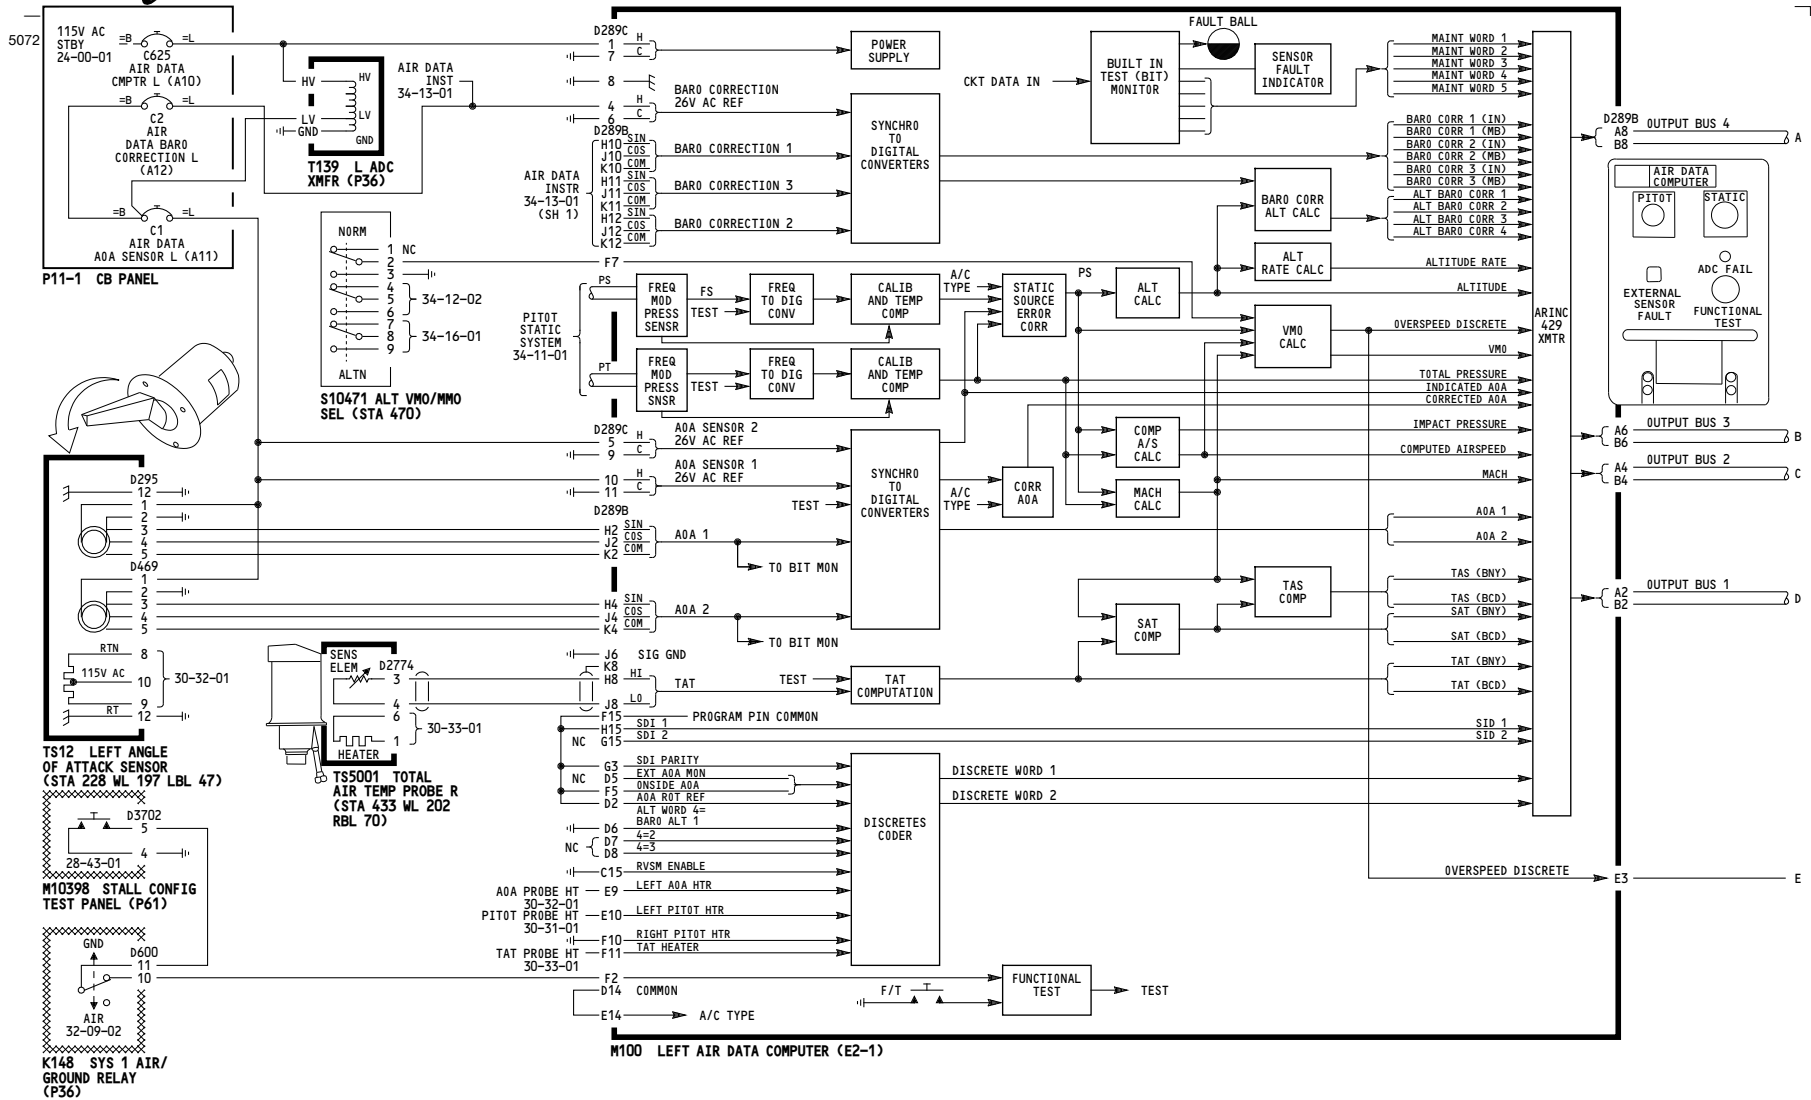 5072
115V AC
STBY
24-00-01
=B
=L
C625
AIR DATA
CMPTR L (A10)
=B
=L
C2
AIR
DATA BARO
CORRECTION L
(A12)
=B
=L
C1
AIR DATA
AOA SENSOR L (A11)
P11-1 CB PANEL
HV
HV
LV
LV
GND
GND
T139 L ADC
XMFR (P36)
AIR DATA
INST
34-13-01
NORM
1 NC
2
3
4
5
6
34-12-02
7
8
9
34-16-01
ALTN
S10471 ALT VMO/MMO
SEL (STA 470)
D295
12
1
2
3
4
5
D469
1
2
3
4
5
RTN
8
115V AC
10
30-32-01
9
RT
12
TS12 LEFT ANGLE
OF ATTACK SENSOR
(STA 228 WL 197 LBL 47)
SENS
ELEM
D2774
3
4
6
30-33-01
1
HEATER
TS5001 TOTAL
AIR TEMP PROBE R
(STA 433 WL 202
RBL 70)
D3702
5
4
28-43-01
M10398 STALL CONFIG
TEST PANEL (P61)
GND
D600
11
10
AIR
32-09-02
K148 SYS 1 AIR/
GROUND RELAY
(P36)
D289C
1 H
7 C
8
BARO CORRECTION
26V AC REF
4 H
6 C
D289B
H10 SIN
J10 COS
K10 COM
BARO CORRECTION 1
AIR DATA
INSTR
34-13-01
(SH 1)
H11 SIN
J11 COS
K11 COM
BARO CORRECTION 3
H12 SIN
J12 COS
K12 COM
BARO CORRECTION 2
F7
PS
PITOT
STATIC
SYSTEM
34-11-01
PT
FREQ
MOD
PRESS
SENSR
FS
TEST
FREQ
TO DIG
CONV
CALIB
AND TEMP
COMP
FREQ
MOD
PRESS
SNSR
TEST
FREQ
TO DIG
CONV
CALIB
AND TEMP
COMP
A/C
TYPE
STATIC
SOURCE
ERROR
CORR
PS
ALT
CALC
D289C
5 H
9 C
AOA SENSOR 2
26V AC REF
10 H
11 C
AOA SENSOR 1
26V AC REF
TEST
D289B
H2 SIN
J2 COS
K2 COM
AOA 1
TO BIT MON
H4 SIN
J4 COS
K4 COM
AOA 2
TO BIT MON
SYNCHRO
TO
DIGITAL
CONVERTERS
A/C
TYPE
CORR
AOA
COMP
A/S
CALC
MACH
CALC
J6 SIG GND
K8
H8 HI
TAT
J8 LO
TEST
TAT
COMPUTATION
F15 PROGRAM PIN COMMON
H15 SDI 1
NC G15 SDI 2
G3 SDI PARITY
NC D5 EXT AOA MON
F5 ONSIDE AOA
D2 AOA ROT REF
ALT WORD 4=
D6 BARO ALT 1
NC
D7 4=2
D8 4=3
C15 RVSM ENABLE
AOA PROBE HT E9 LEFT AOA HTR
30-32-01
PITOT PROBE HT E10 LEFT PITOT HTR
30-31-01
F10 RIGHT PITOT HTR
TAT PROBE HT F11 TAT HEATER
30-33-01
DISCRETES
CODER
DISCRETE WORD 1
DISCRETE WORD 2
F2
D14 COMMON
E14 A/C TYPE
F/T
FUNCTIONAL
TEST
TEST
M100 LEFT AIR DATA COMPUTER (E2-1)
POWER
SUPPLY
SYNCHRO
TO
DIGITAL
CONVERTERS
CKT DATA IN
BUILT IN
TEST (BIT)
MONITOR
FAULT BALL
SENSOR
FAULT
INDICATOR
BARO CORR
ALT CALC
ALT
RATE CALC
VMO
CALC
TAS
COMP
SAT
COMP
MAINT WORD 1
MAINT WORD 2
MAINT WORD 3
MAINT WORD 4
MAINT WORD 5
BARO CORR 1 (IN)
BARO CORR 1 (MB)
BARO CORR 2 (IN)
BARO CORR 2 (MB)
BARO CORR 3 (IN)
BARO CORR 3 (MB)
ALT BARO CORR 1
ALT BARO CORR 2
ALT BARO CORR 3
ALT BARO CORR 4
ALTITUDE RATE
ALTITUDE
OVERSPEED DISCRETE
VMO
TOTAL PRESSURE
INDICATED AOA
CORRECTED AOA
IMPACT PRESSURE
COMPUTED AIRSPEED
MACH
AOA 1
AOA 2
TAS (BNY)
TAS (BCD)
SAT (BNY)
SAT (BCD)
TAT (BNY)
TAT (BCD)
SID 1
SID 2
OVERSPEED DISCRETE
E3
E
ARINC
429
XMTR
D289B
A8
B8
OUTPUT BUS 4
A
AIR DATA
COMPUTER
PITOT
STATIC
ADC FAIL
EXTERNAL
SENSOR
FAULT
FUNCTIONAL
TEST
A6
B6
OUTPUT BUS 3
B
A4
B4
OUTPUT BUS 2
C
A2
B2
OUTPUT BUS 1
D